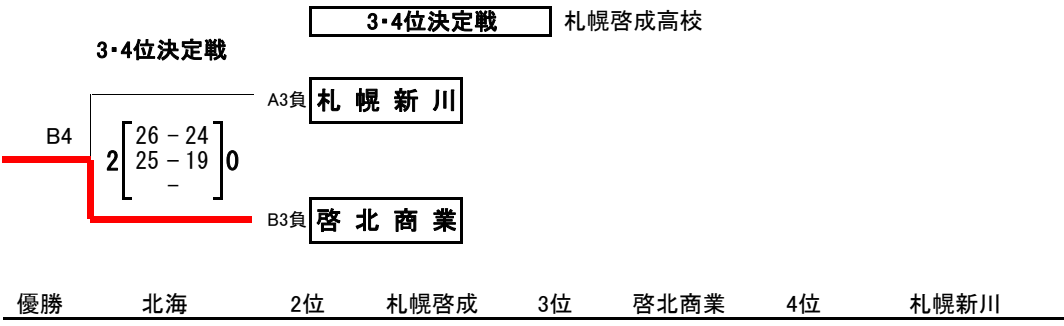 3・4位決定戦 札幌啓成高校
3・4位決定戦
A3負 札幌新川
B4
26 － 24
2 25 － 19 0
－
B3負 啓北商業
優勝 北海 2位 札幌啓成 3位 啓北商業 4位 札幌新川